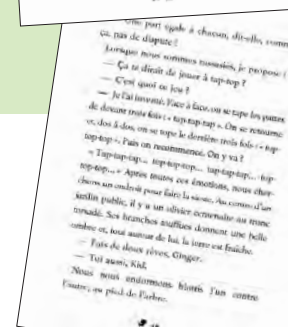 Une part égale à chacun, dit-elle, comme
ça, pas de dispute !
Lorsque nous sommes rassasiés, je propose :
— Ça te dirait de jouer à tap-top ?
— C'est quoi ce jeu ?
— Je l'ai inventé. Face à face, on se tape les pattes
de devant trois fois : « tap-tap-tap ». On se retourne
et, dos à dos, on se tape le derrière trois fois : « top-
top-top ». Puis on recommence. On y va ?
« Tap-tap-tap... top-top-top... tap-tap-tap... top-
top-top... » Après toutes ces émotions, nous cher-
chons un endroit pour faire la sieste. Au centre d'un
jardin public, il y a un olivier centenaire au tronc
torsadé. Ses branches touffues donnent une belle
ombre et, tout autour de lui, la terre est fraîche.
— Fais de doux rêves, Ginger.
— Toi aussi, Kid.
Nous nous endormons blottis l'un contre
l'autre, au pied de l'arbre.